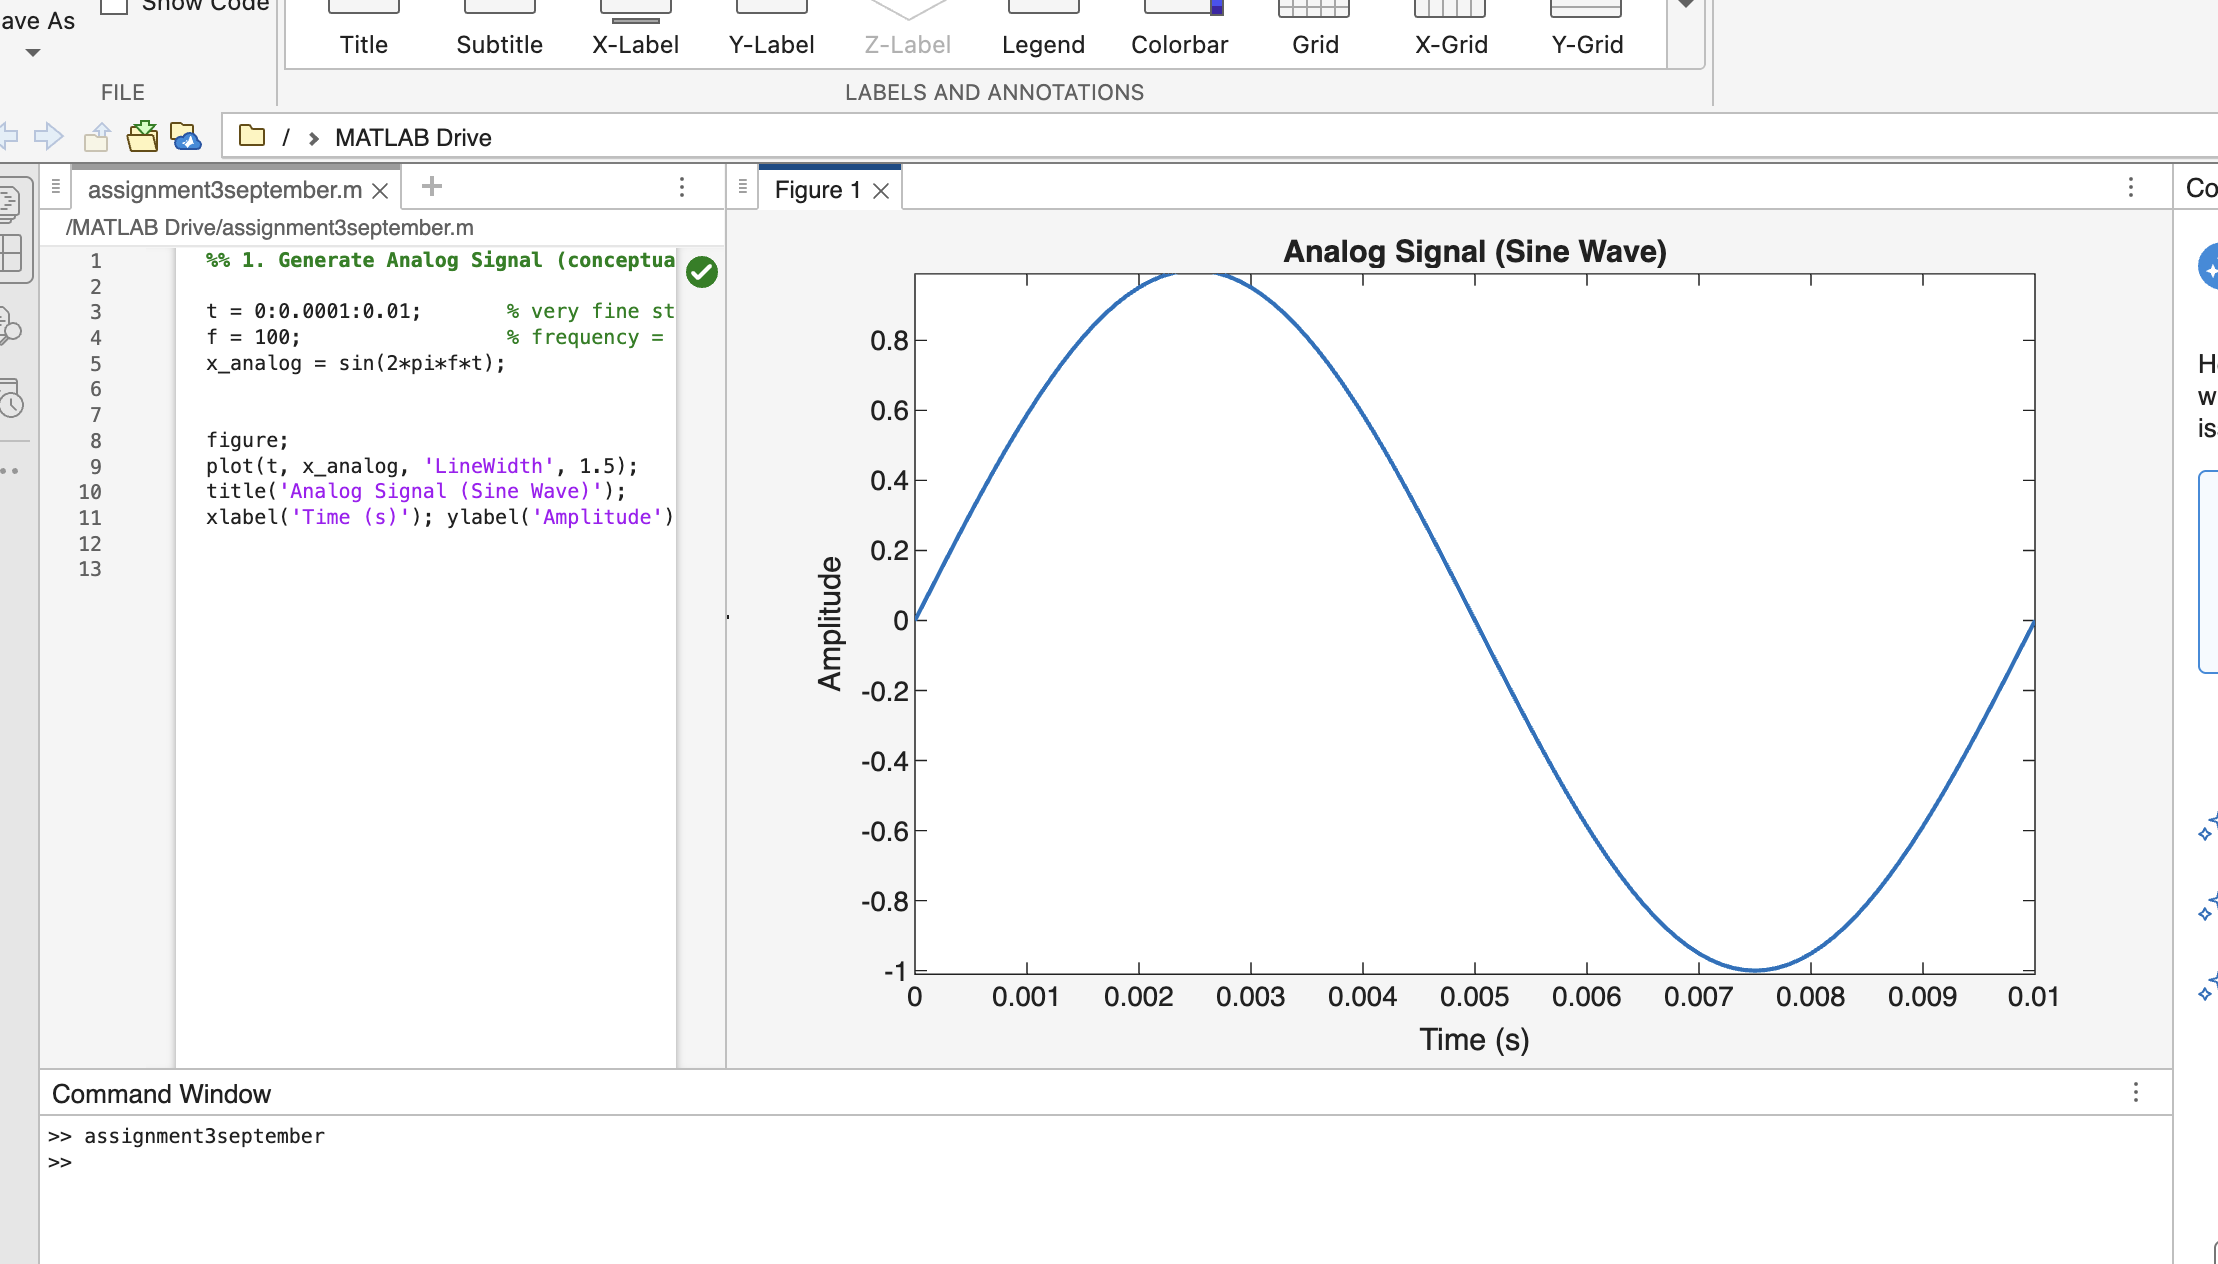 ave As
Show Code
Title
Subtitle
X-Label
Y-Label
Z-Label
Legend
Colorbar
Grid
X-Grid
Y-Grid
FILE
LABELS AND ANNOTATIONS
/ › MATLAB Drive
assignment3september.m
/MATLAB Drive/assignment3september.m
1 %% 1. Generate Analog Signal (conceptua
2
3 t = 0:0.0001:0.01; % very fine st
4 f = 100; % frequency =
5 x_analog = sin(2*pi*f*t);
6
7
8 figure;
9 plot(t, x_analog, 'LineWidth', 1.5);
10 title('Analog Signal (Sine Wave)');
11 xlabel('Time (s)'); ylabel('Amplitude')
12
13
Figure 1
Analog Signal (Sine Wave)
0.8
0.6
0.4
0.2
0
-0.2
-0.4
-0.6
-0.8
-1
Amplitude
0 0.001 0.002 0.003 0.004 0.005 0.006 0.007 0.008 0.009 0.01
Time (s)
Co
H
w
is
Command Window
>> assignment3september
>>